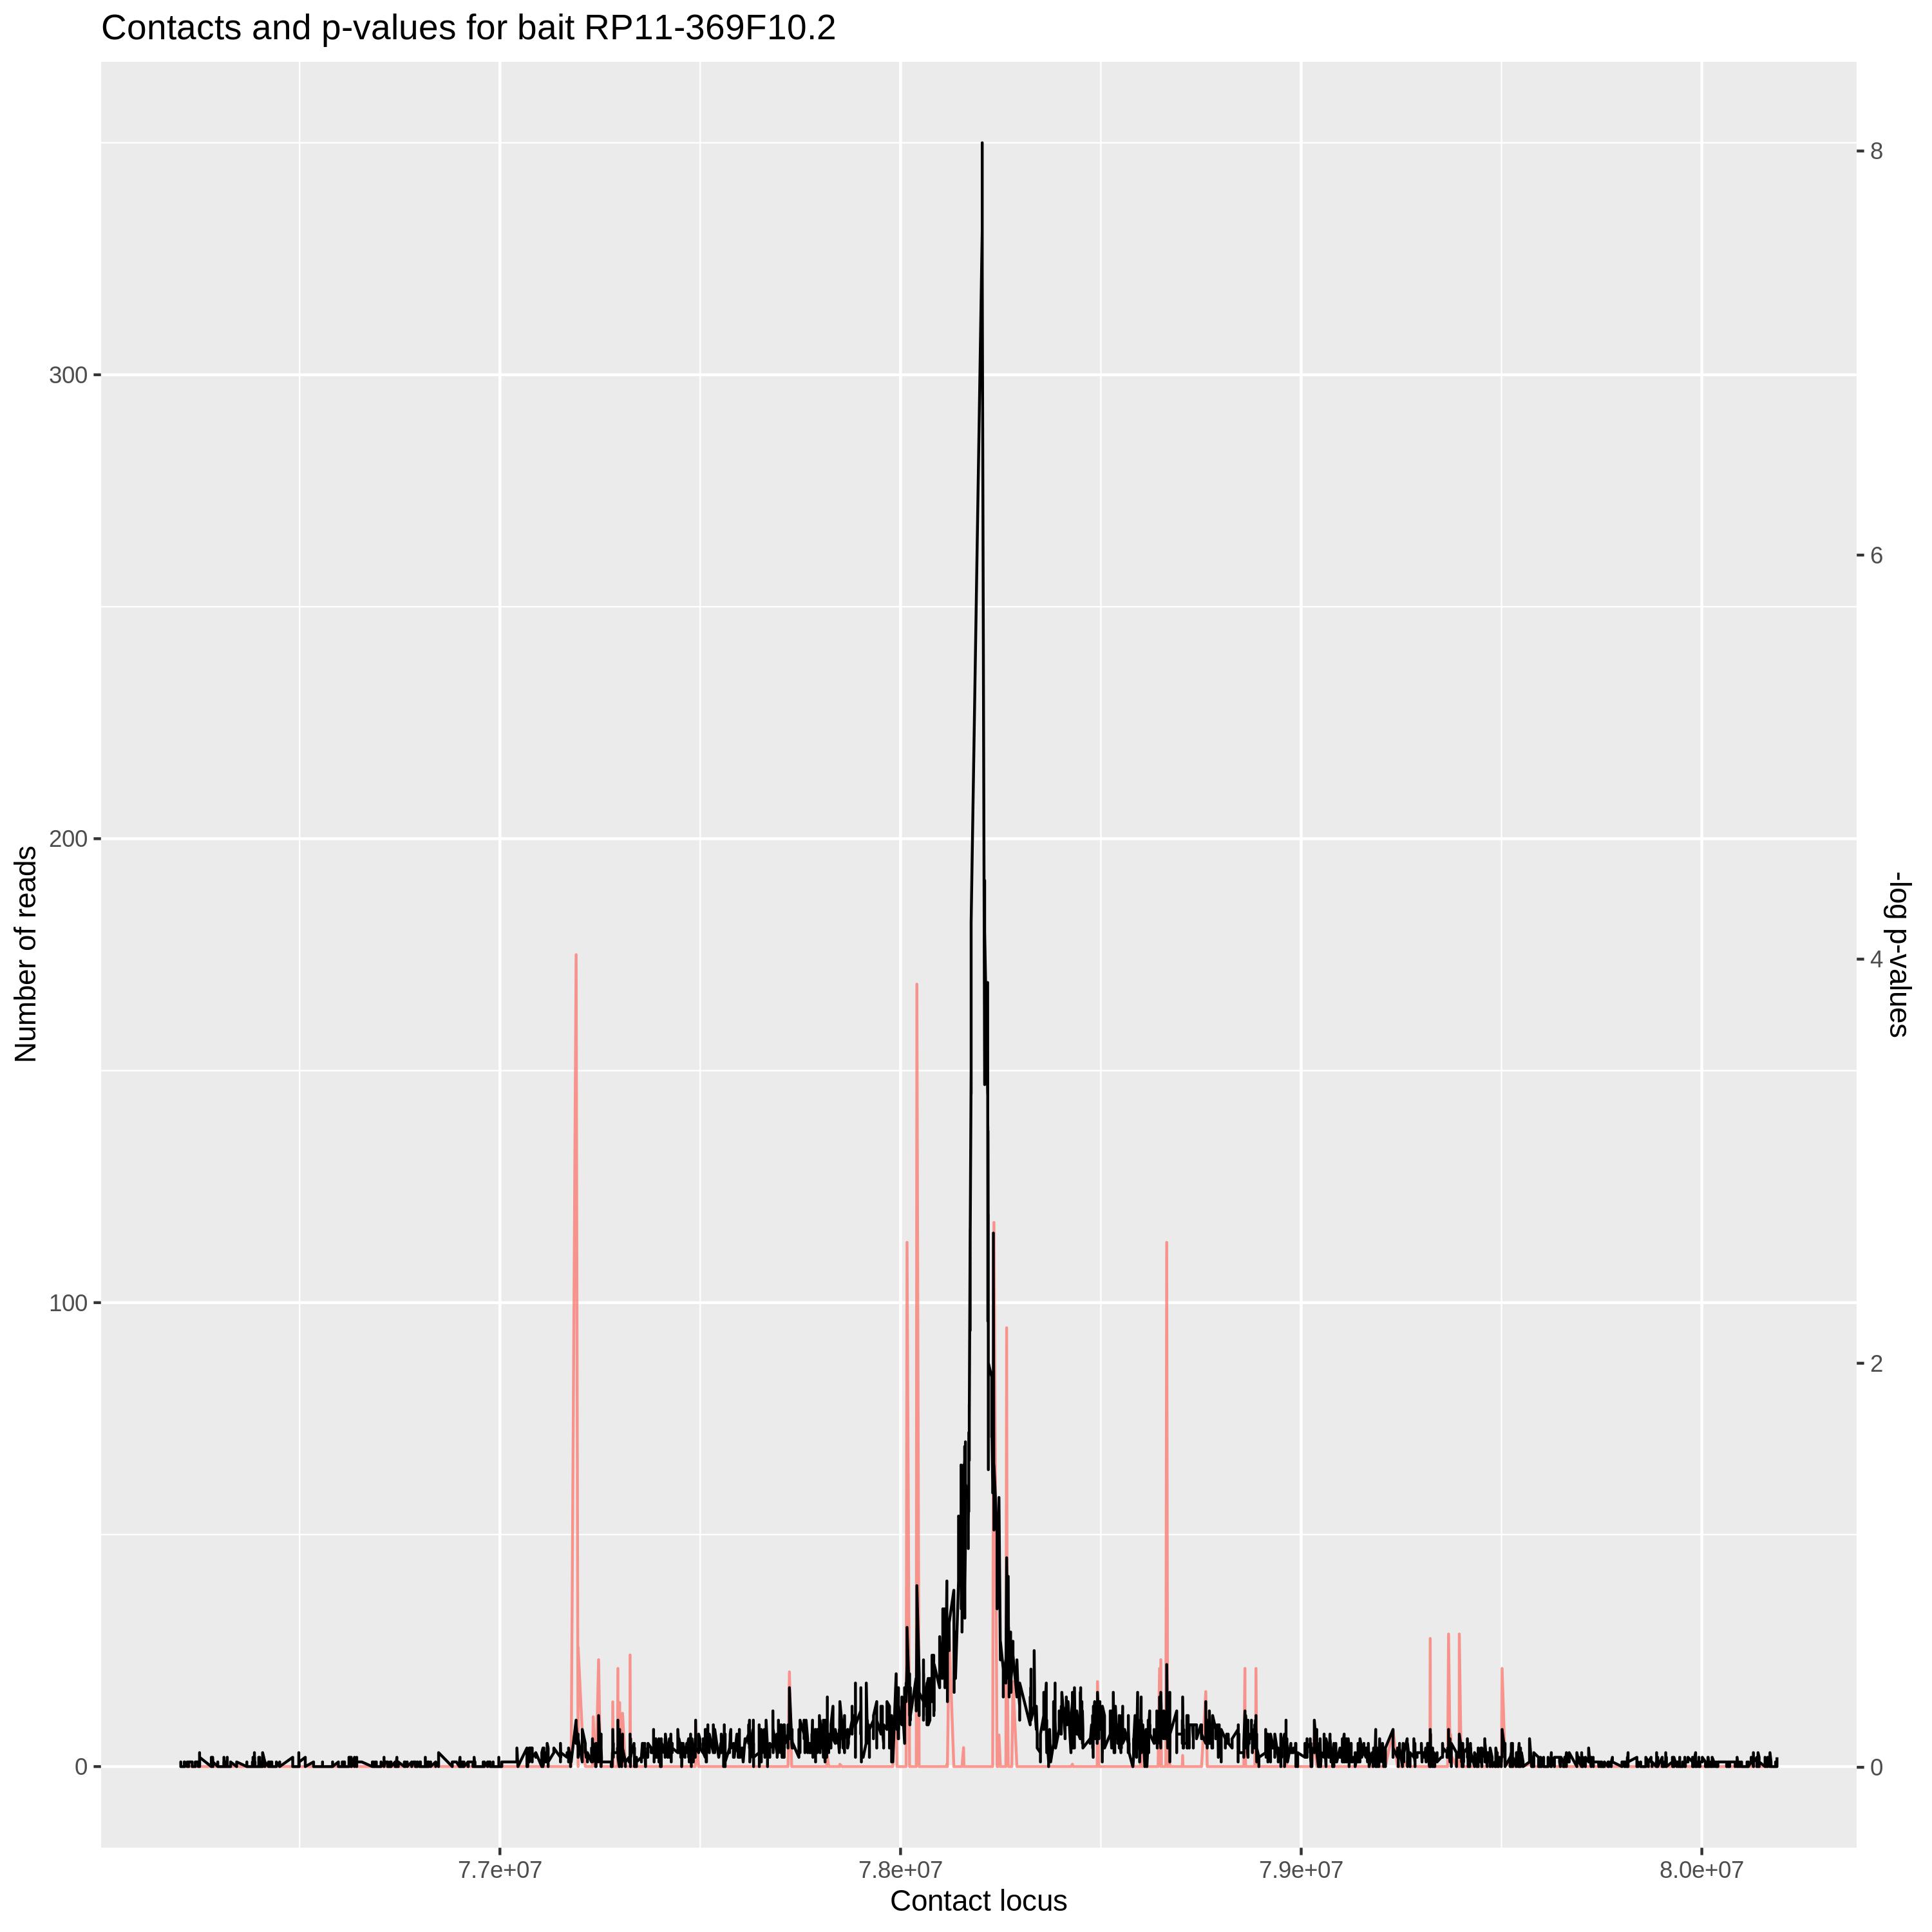 Contacts and p-values for bait RP11-369F10.2
Number of reads
300
200
100
0
8
6
4
2
0
-log p-values
7.7e+07
7.8e+07
7.9e+07
8.0e+07
Contact locus